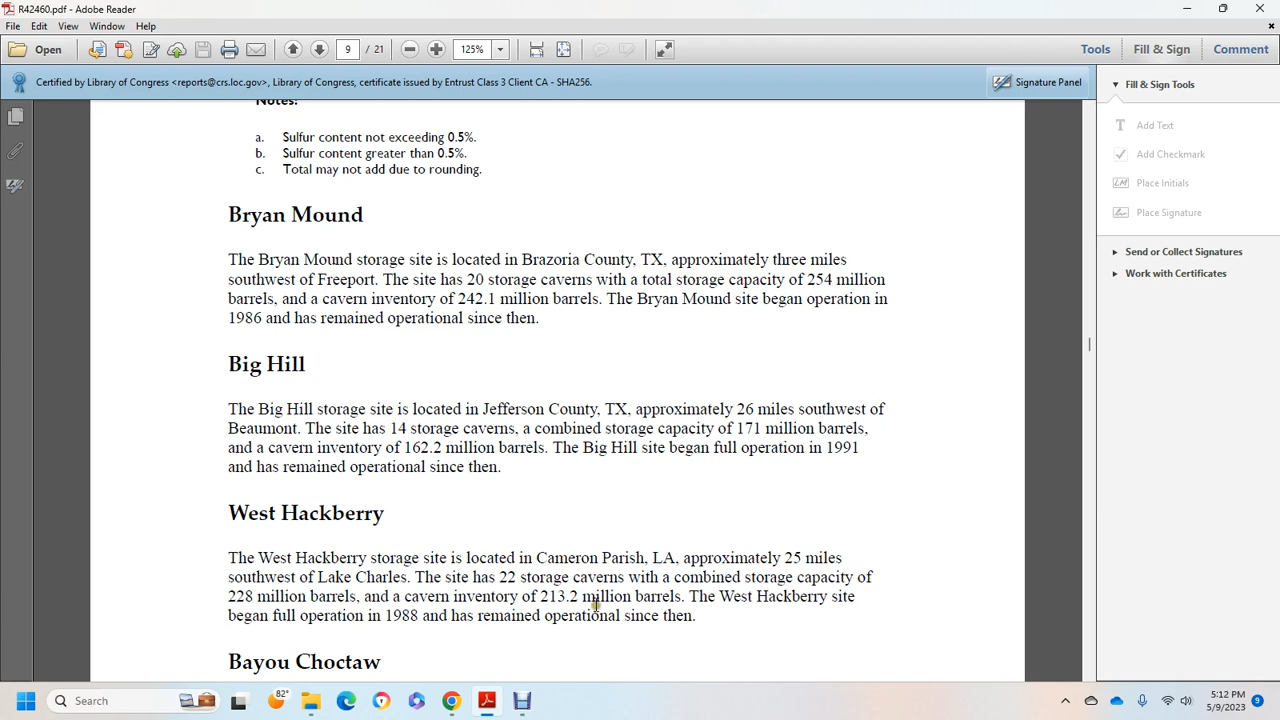 R42460.pdf - Adobe Reader
File Edit View Window Help
Open 9 / 21 125% Tools Fill & Sign Comment
Certified by Library of Congress <reports@crs.loc.gov>, Library of Congress, certificate issued by Entrust Class 3 Client CA - SHA256. Signature Panel
Notes:
a. Sulfur content not exceeding 0.5%.
b. Sulfur content greater than 0.5%.
c. Total may not add due to rounding.
Bryan Mound
The Bryan Mound storage site is located in Brazoria County, TX, approximately three miles
southwest of Freeport. The site has 20 storage caverns with a total storage capacity of 254 million
barrels, and a cavern inventory of 242.1 million barrels. The Bryan Mound site began operation in
1986 and has remained operational since then.
Big Hill
The Big Hill storage site is located in Jefferson County, TX, approximately 26 miles southwest of
Beaumont. The site has 14 storage caverns, a combined storage capacity of 171 million barrels,
and a cavern inventory of 162.2 million barrels. The Big Hill site began full operation in 1991
and has remained operational since then.
West Hackberry
The West Hackberry storage site is located in Cameron Parish, LA, approximately 25 miles
southwest of Lake Charles. The site has 22 storage caverns with a combined storage capacity of
228 million barrels, and a cavern inventory of 213.2 million barrels. The West Hackberry site
began full operation in 1988 and has remained operational since then.
Bayou Choctaw
Fill & Sign Tools
T Add Text
Add Checkmark
LM Place Initials
Place Signature
Send or Collect Signatures
Work with Certificates
Search
82°
5:12 PM
5/9/2023
9